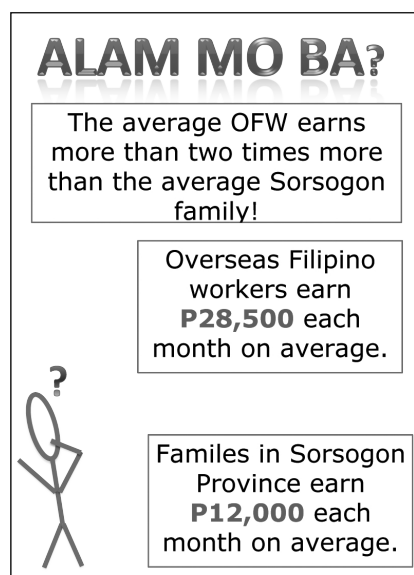 ALAM MO BA?
The average OFW earns
more than two times more
than the average Sorsogon
family!
Overseas Filipino
workers earn
P28,500 each
month on average.
?
Familes in Sorsogon
Province earn
P12,000 each
month on average.